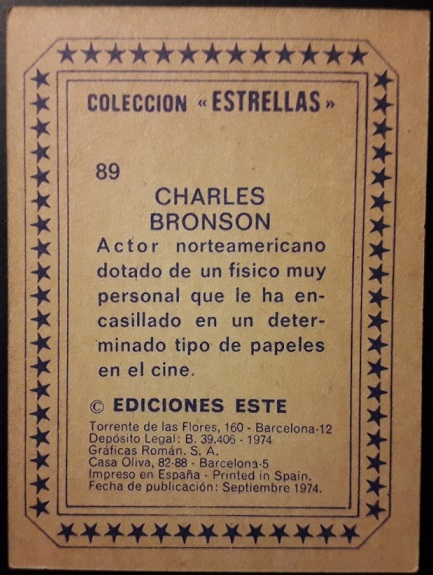 COLECCION « ESTRELLAS »
89
CHARLES
BRONSON
Actor norteamericano
dotado de un físico muy
personal que le ha en-
casillado en un deter-
minado tipo de papeles
en el cine.
© EDICIONES ESTE
Torrente de las Flores, 160 - Barcelona-12
Depósito Legal: B. 39.406 - 1974
Gráficas Román, S. A.
Casa Oliva, 82-88 - Barcelona-5
Impreso en España - Printed in Spain.
Fecha de publicación: Septiembre 1974.